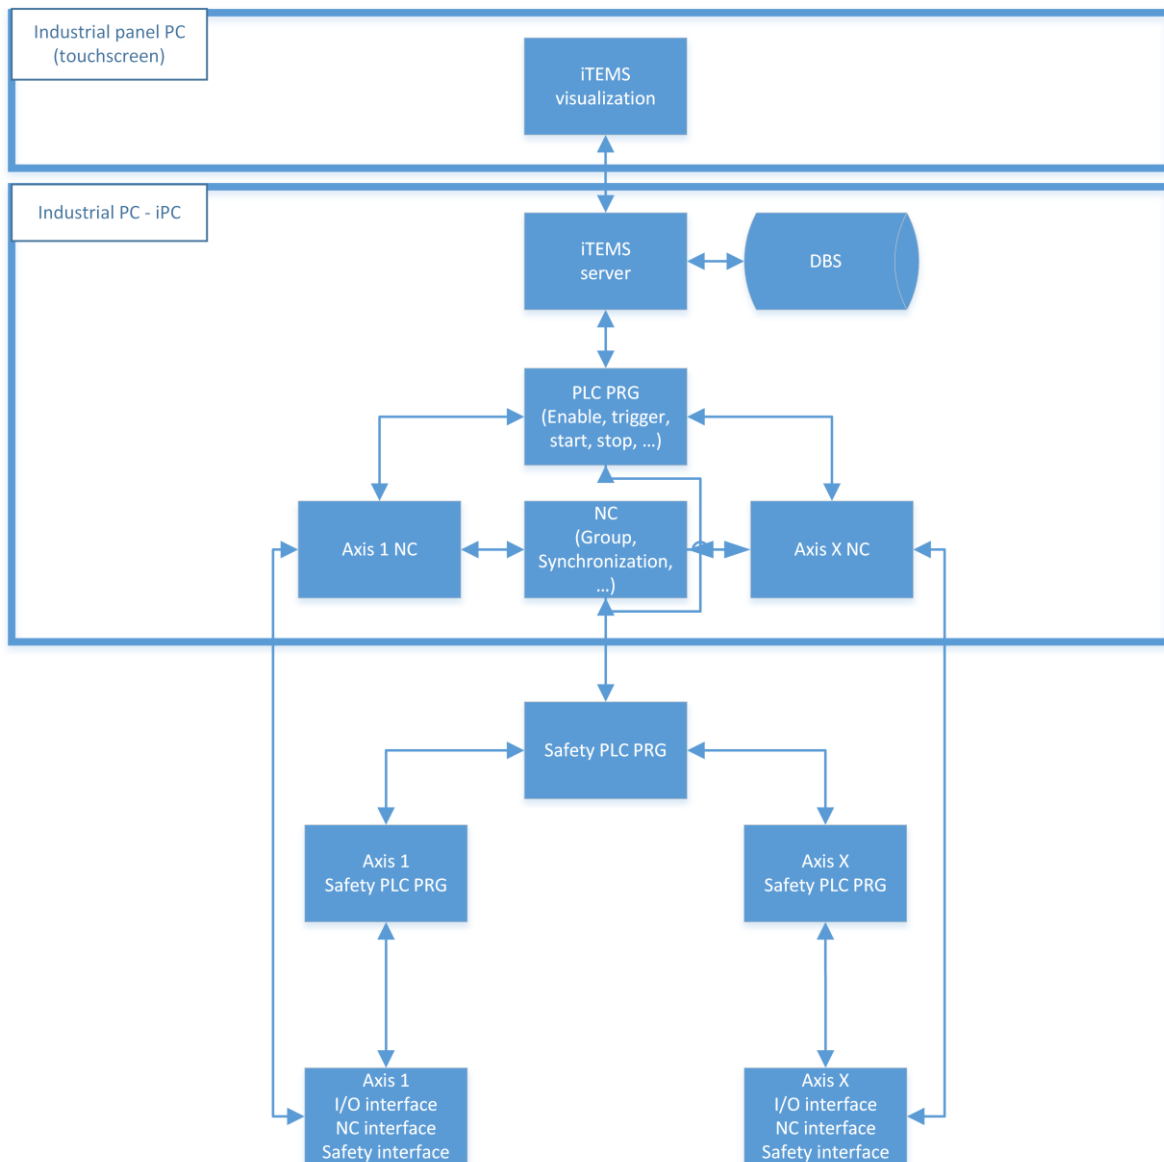 Industrial panel PC
(touchscreen)
iTEMS
visualization
Industrial PC - iPC
iTEMS
server
DBS
PLC PRG
(Enable, trigger,
start, stop, ...)
Axis 1 NC
NC
(Group,
Synchronization,
...)
Axis X NC
Safety PLC PRG
Axis 1
Safety PLC PRG
Axis X
Safety PLC PRG
Axis 1
I/O interface
NC interface
Safety interface
Axis X
I/O interface
NC interface
Safety interface